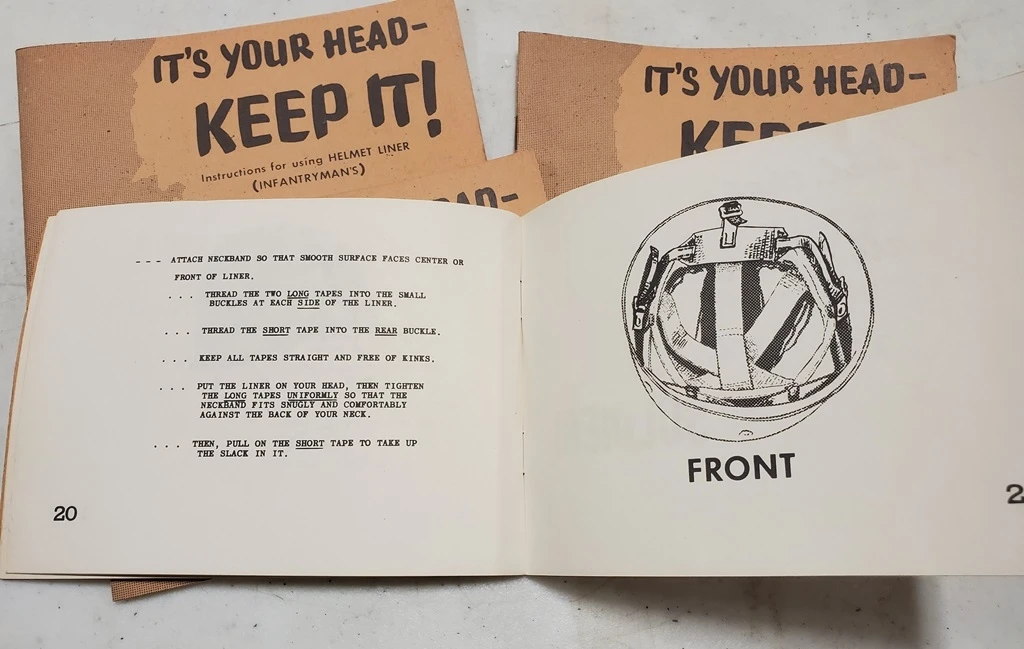 IT'S YOUR HEAD-
KEEP IT!
Instructions for using HELMET LINER
(INFANTRYMAN'S)
IT'S YOUR HEAD-
--- ATTACH NECKBAND SO THAT SMOOTH SURFACE FACES CENTER OR
FRONT OF LINER.
... THREAD THE TWO LONG TAPES INTO THE SMALL
BUCKLES AT EACH SIDE OF THE LINER.
... THREAD THE SHORT TAPE INTO THE REAR BUCKLE.
... KEEP ALL TAPES STRAIGHT AND FREE OF KINKS.
... PUT THE LINER ON YOUR HEAD, THEN TIGHTEN
THE LONG TAPES UNIFORMLY SO THAT THE
NECKBAND FITS SNUGLY AND COMFORTABLY
AGAINST THE BACK OF YOUR NECK.
... THEN, PULL ON THE SHORT TAPE TO TAKE UP
THE SLACK IN IT.
20
FRONT
2